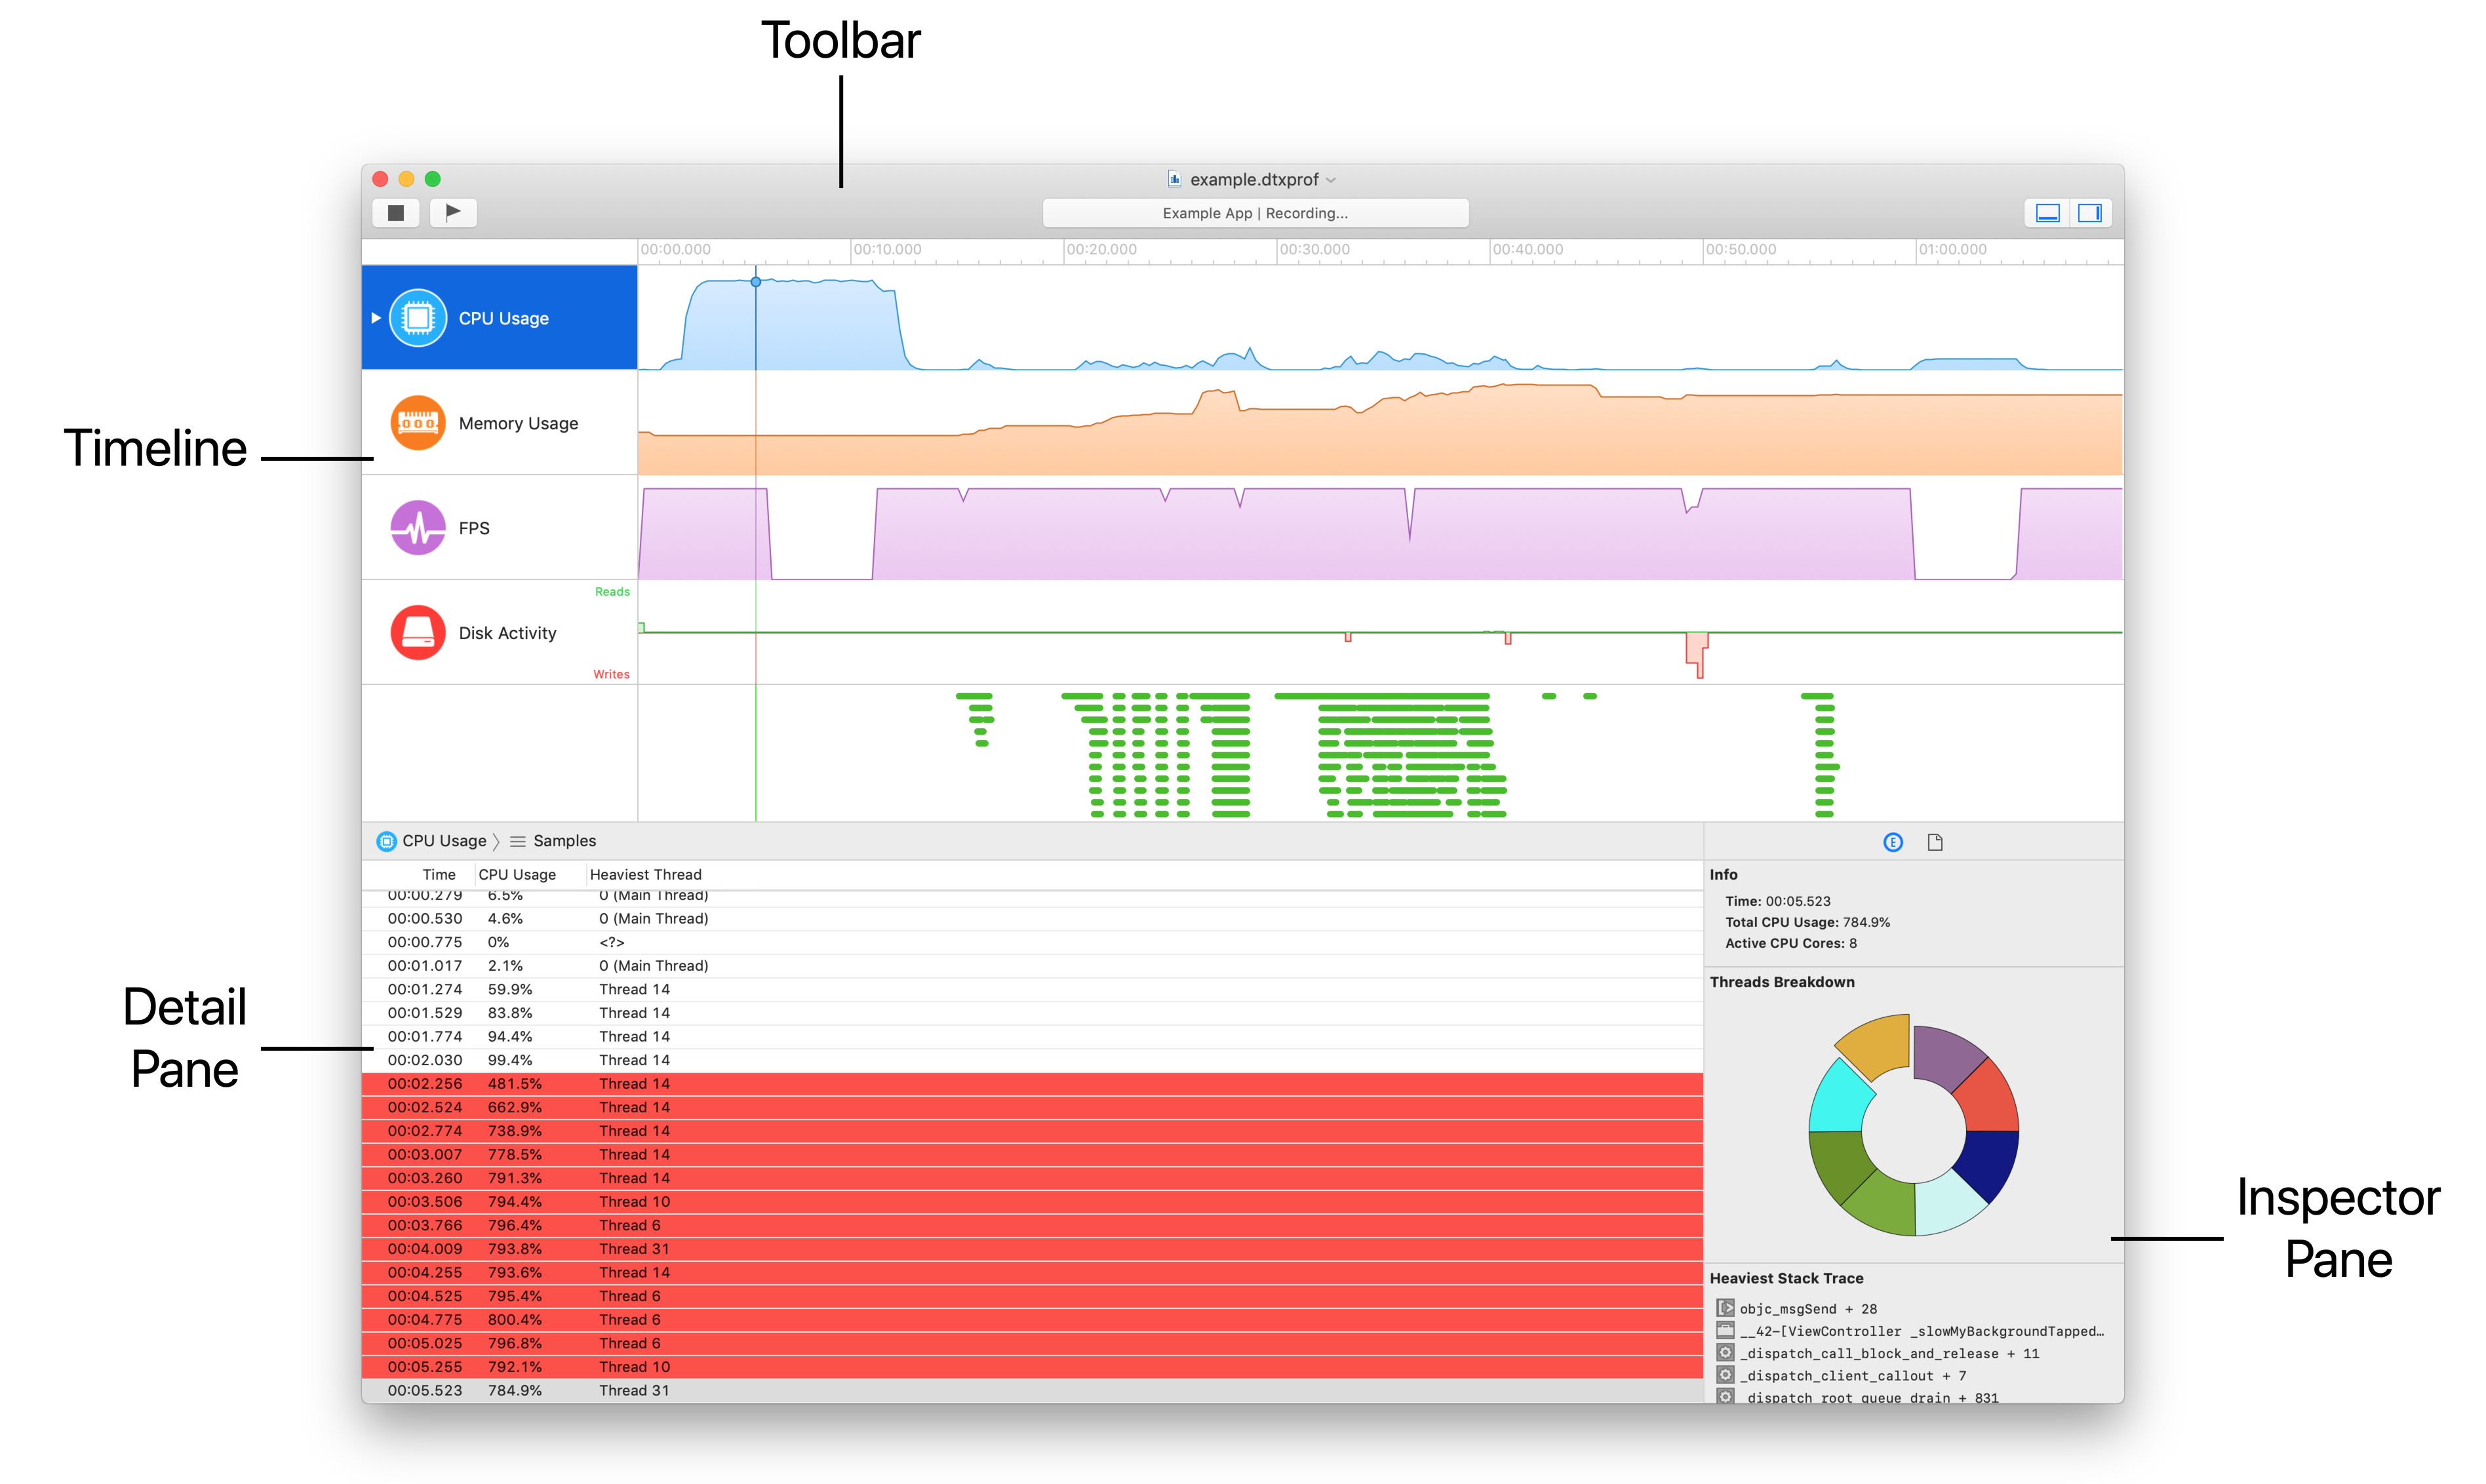 Toolbar
example.dtxprof
Example App | Recording...
00:00.000 00:10.000 00:20.000 00:30.000 00:40.000 00:50.000 01:00.000
CPU Usage
Timeline
Memory Usage
FPS
Reads
Disk Activity
Writes
CPU Usage Samples
Time CPU Usage Heaviest Thread
00:00.279 6.5% 0 (Main Thread)
00:00.530 4.6% 0 (Main Thread)
00:00.775 0% <?>
00:01.017 2.1% 0 (Main Thread)
00:01.274 59.9% Thread 14
00:01.529 83.8% Thread 14
00:01.774 94.4% Thread 14
00:02.030 99.4% Thread 14
00:02.256 481.5% Thread 14
00:02.524 662.9% Thread 14
00:02.774 738.9% Thread 14
00:03.007 778.5% Thread 14
00:03.260 791.3% Thread 14
00:03.506 794.4% Thread 10
00:03.766 796.4% Thread 6
00:04.009 793.8% Thread 31
00:04.255 793.6% Thread 14
00:04.525 795.4% Thread 6
00:04.775 800.4% Thread 6
00:05.025 796.8% Thread 6
00:05.255 792.1% Thread 10
00:05.523 784.9% Thread 31
Detail
Pane
E
Info
Time: 00:05.523
Total CPU Usage: 784.9%
Active CPU Cores: 8
Threads Breakdown
Heaviest Stack Trace
objc_msgSend + 28
__42-[ViewController _slowMyBackgroundTapped…
_dispatch_call_block_and_release + 11
_dispatch_client_callout + 7
_dispatch_root_queue_drain + 831
Inspector
Pane